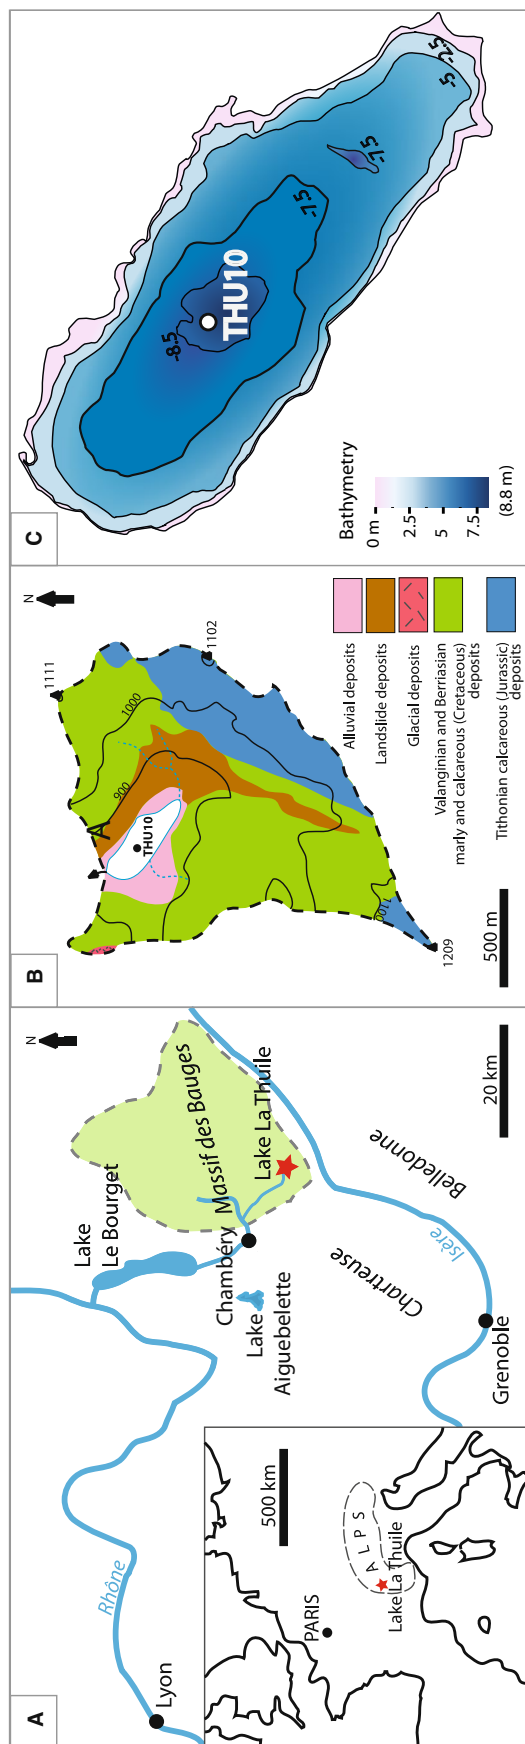 A
Lyon
Rhône
Lake
Le Bourget
Chambéry
Lake
Aiguebelette
Massif des Bauges
Lake La Thuile
Chartreuse
Belledonne
Isère
Grenoble
N
20 km
PARIS
ALPS
Lake La Thuile
500 km
B
N
1111
1102
1209
1000
900
1100
THU10
500 m
Alluvial deposits
Landslide deposits
Glacial deposits
Valanginian and Berriasian
marly and calcareous (Cretaceous)
deposits
Tithonian calcareous (Jurassic)
deposits
C
-8.5
THU10
-7.5
-7.5
-5
-2.5
Bathymetry
0 m
2.5
5
7.5
(8.8 m)